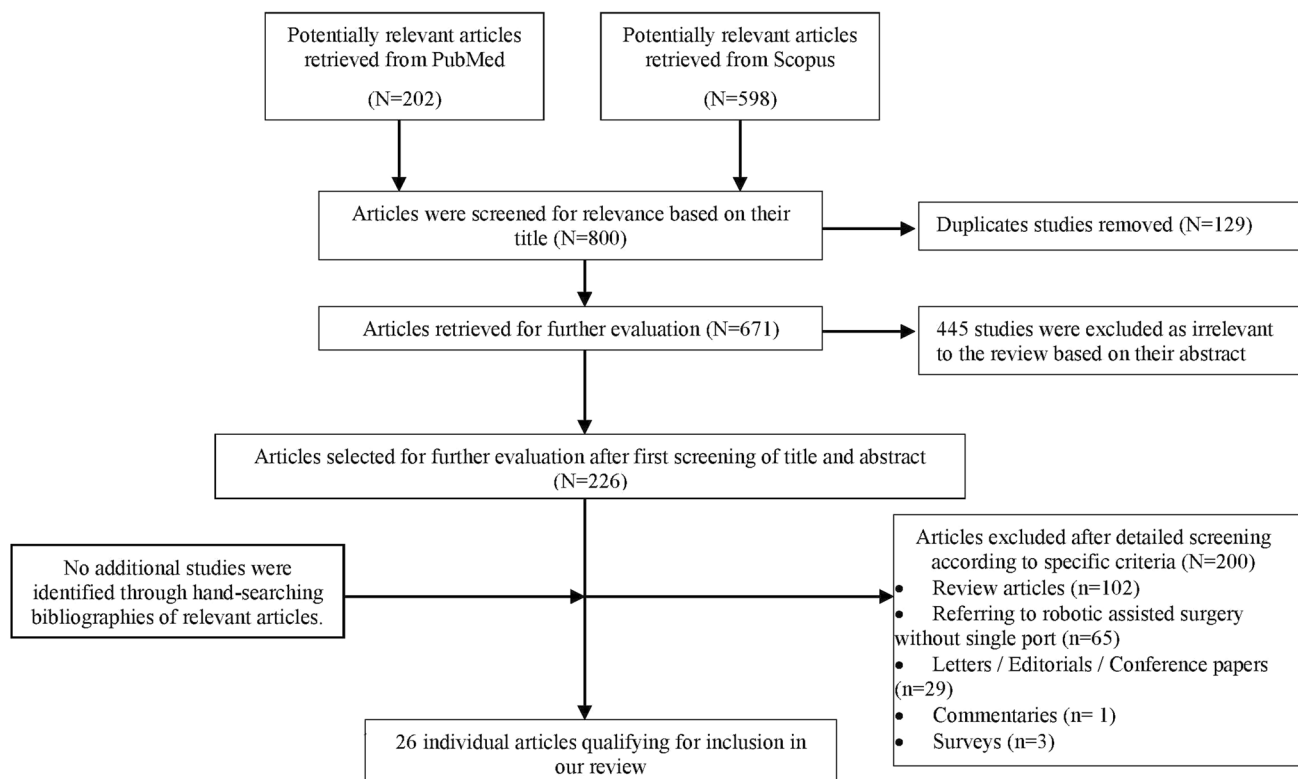 Potentially relevant articles
retrieved from PubMed
(N=202)
Potentially relevant articles
retrieved from Scopus
(N=598)
Articles were screened for relevance based on their
title (N=800)
Duplicates studies removed (N=129)
Articles retrieved for further evaluation (N=671)
445 studies were excluded as irrelevant
to the review based on their abstract
Articles selected for further evaluation after first screening of title and abstract
(N=226)
No additional studies were
identified through hand-searching
bibliographies of relevant articles.
Articles excluded after detailed screening
according to specific criteria (N=200)
• Review articles (n=102)
• Referring to robotic assisted surgery
without single port (n=65)
• Letters / Editorials / Conference papers
(n=29)
• Commentaries (n= 1)
• Surveys (n=3)
26 individual articles qualifying for inclusion in
our review